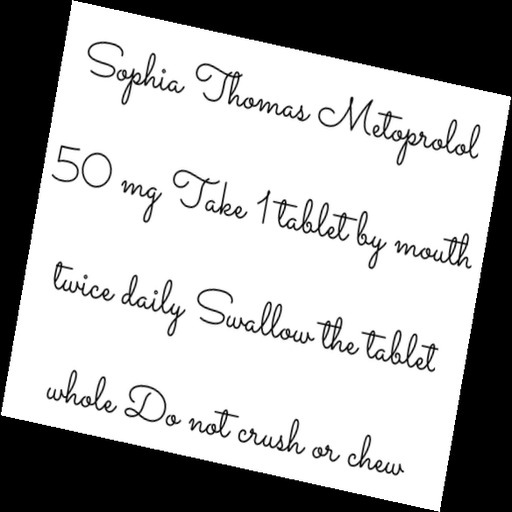 Sophia Thomas Metoprolol
50 mg Take 1 tablet by mouth
twice daily Swallow the tablet
whole Do not crush or chew